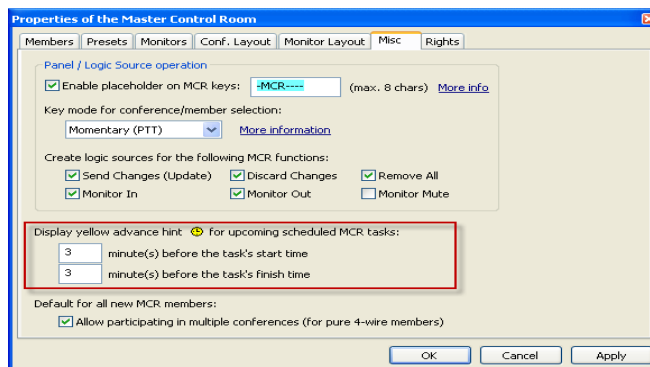 Properties of the Master Control Room
Members Presets Monitors Conf. Layout Monitor Layout Misc Rights
Panel / Logic Source operation
Enable placeholder on MCR keys: -MCR---- (max. 8 chars) More info
Key mode for conference/member selection:
Momentary (PTT) More information
Create logic sources for the following MCR functions:
Send Changes (Update) Discard Changes Remove All
Monitor In Monitor Out Monitor Mute
Display yellow advance hint for upcoming scheduled MCR tasks:
3 minute(s) before the task's start time
3 minute(s) before the task's finish time
Default for all new MCR members:
Allow participating in multiple conferences (for pure 4-wire members)
OK Cancel Apply